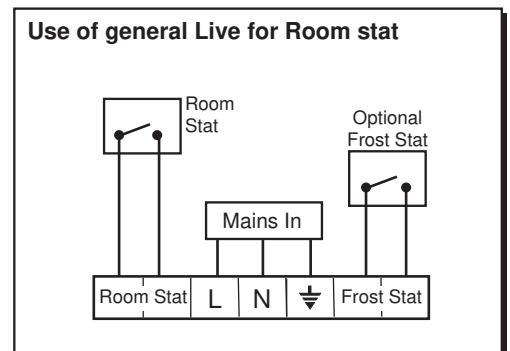 Use of general Live for Room stat
Room
Stat
Optional
Frost Stat
Mains In
Room Stat L N Frost Stat